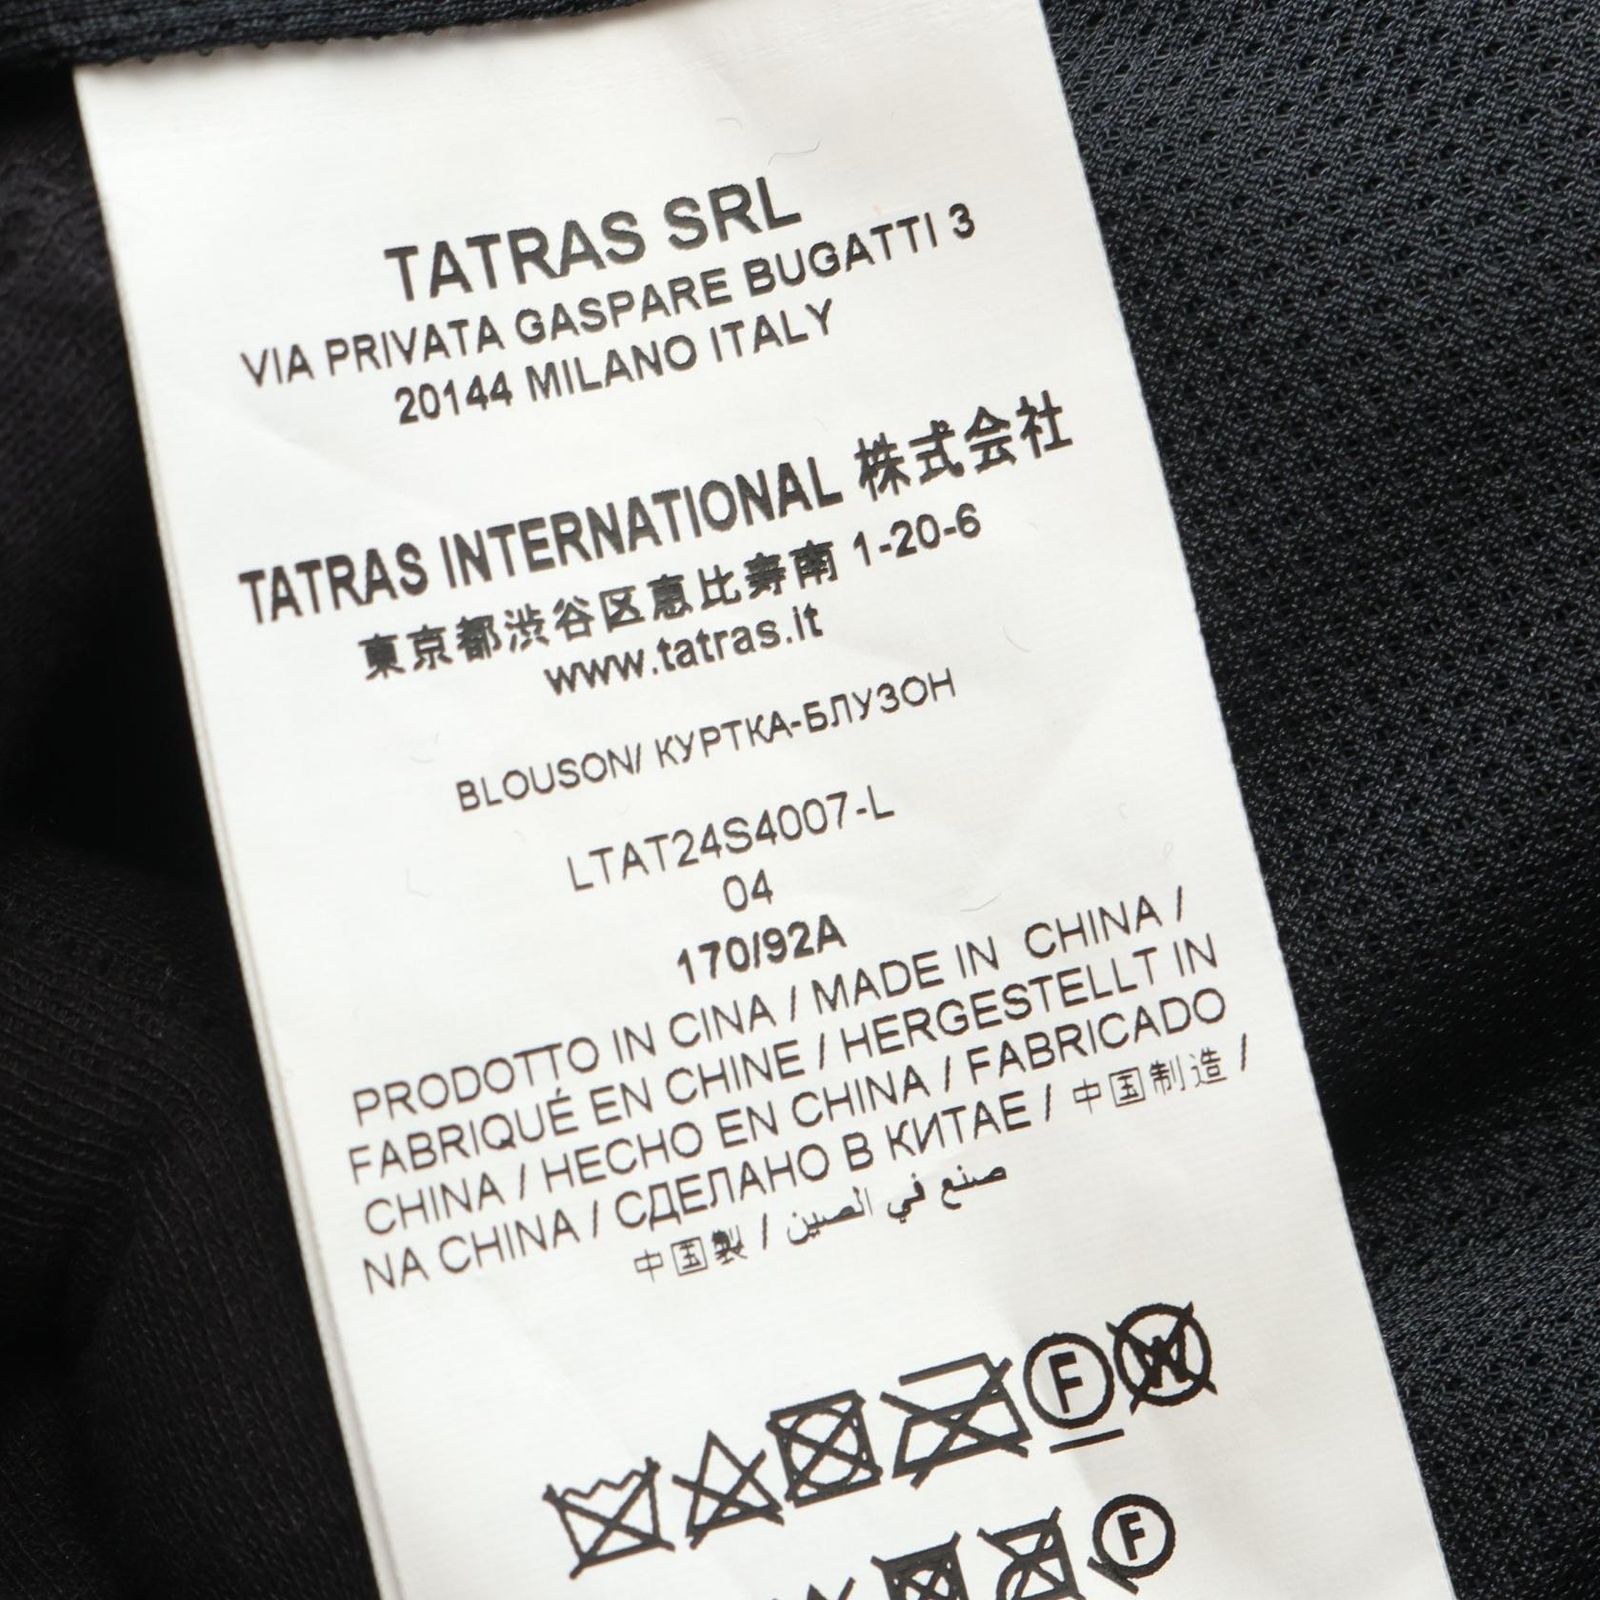 TATRAS SRL
VIA PRIVATA GASPARE BUGATTI 3
20144 MILANO ITALY
TATRAS INTERNATIONAL 株式会社
東京都渋谷区恵比寿南 1-20-6
www.tatras.it
BLOUSON/ КУРТКА-БЛУЗОН
LTAT24S4007-L
04
170/92A
PRODOTTO IN CINA / MADE IN CHINA /
FABRIQUÉ EN CHINE / HERGESTELLT IN
CHINA / HECHO EN CHINA / FABRICADO
NA CHINA / СДЕЛАНО В КИТАЕ / 中国制造 /
中国製 / صنع في الصين
F W
F